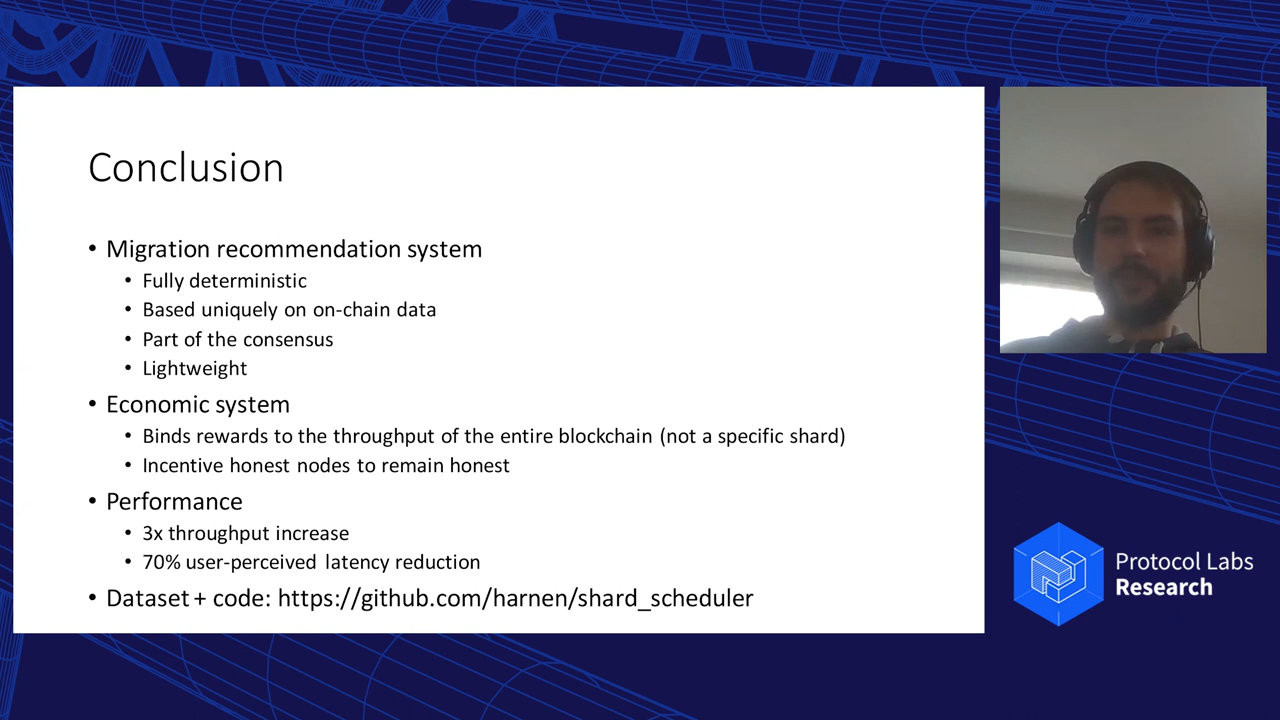 Conclusion
• Migration recommendation system
• Fully deterministic
• Based uniquely on on-chain data
• Part of the consensus
• Lightweight
• Economic system
• Binds rewards to the throughput of the entire blockchain (not a specific shard)
• Incentive honest nodes to remain honest
• Performance
• 3x throughput increase
• 70% user-perceived latency reduction
• Dataset + code: https://github.com/harnen/shard_scheduler
Protocol Labs
Research